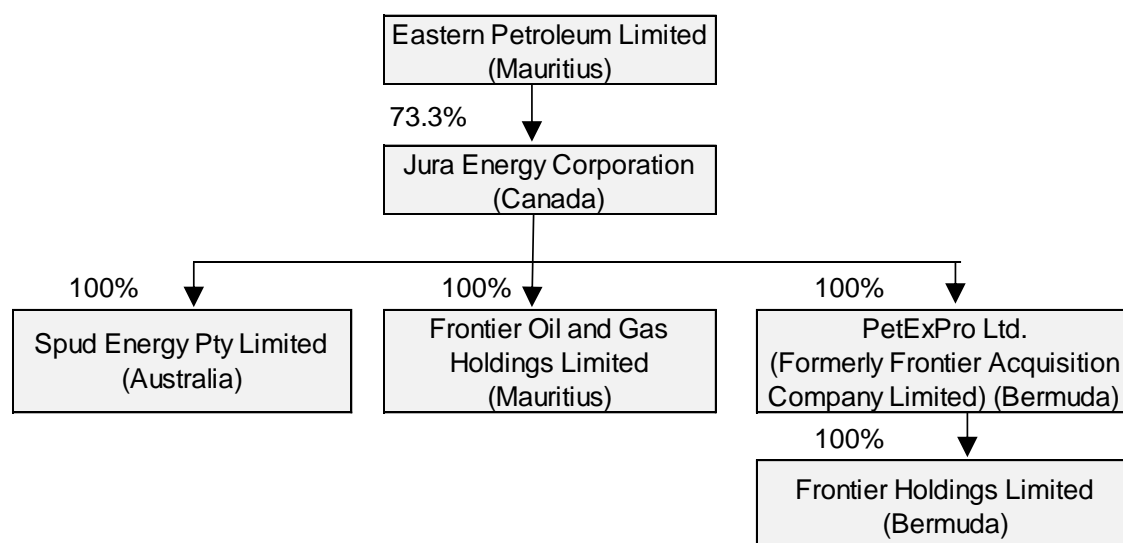 Eastern Petroleum Limited
(Mauritius)
73.3%
Jura Energy Corporation
(Canada)
100%
100%
100%
Spud Energy Pty Limited
(Australia)
Frontier Oil and Gas
Holdings Limited
(Mauritius)
PetExPro Ltd.
(Formerly Frontier Acquisition
Company Limited) (Bermuda)
100%
Frontier Holdings Limited
(Bermuda)